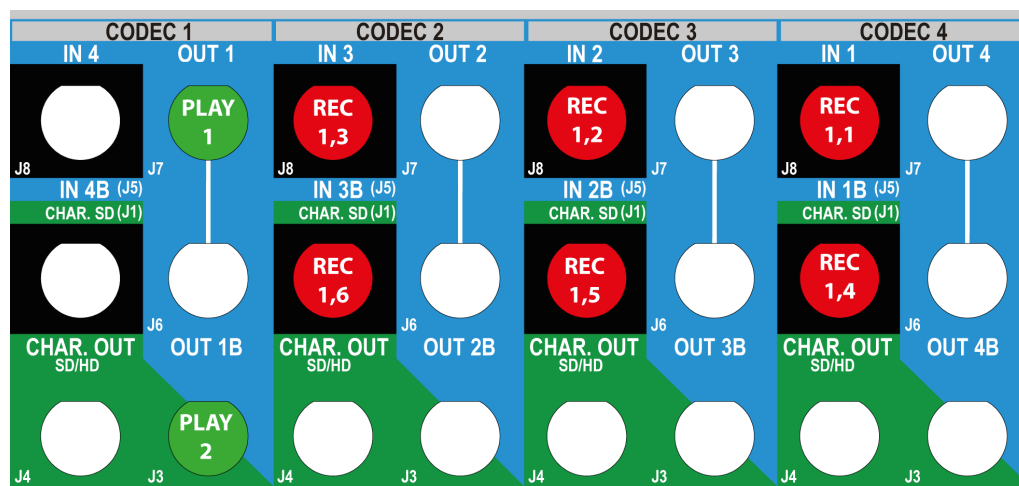 CODEC 1 CODEC 2 CODEC 3 CODEC 4
IN 4 OUT 1 IN 3 OUT 2 IN 2 OUT 3 IN 1 OUT 4
PLAY REC REC REC
1 1,3 1,2 1,1
J8 J7 J8 J7 J8 J7 J8 J7
IN 4B (J5) IN 3B (J5) IN 2B (J5) IN 1B (J5)
CHAR. SD (J1) CHAR. SD (J1) CHAR. SD (J1) CHAR. SD (J1)
REC REC REC
1,6 1,5 1,4
J6 J6 J6 J6
CHAR. OUT OUT 1B CHAR. OUT OUT 2B CHAR. OUT OUT 3B CHAR. OUT OUT 4B
SD/HD SD/HD SD/HD SD/HD
PLAY
2
J4 J3 J4 J3 J4 J3 J4 J3